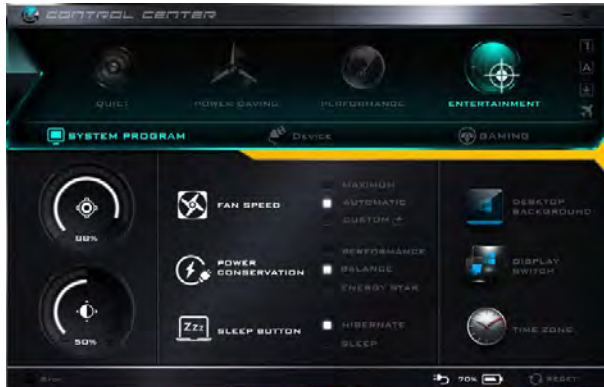 CONTROL CENTER
QUIET
POWER SAVING
PERFORMANCE
ENTERTAINMENT
SYSTEM PROGRAM
DEVICE
GAMING
88%
50%
FAN SPEED
MAXIMUM
AUTOMATIC
CUSTOM
POWER
CONSERVATION
PERFORMANCE
BALANCE
ENERGY STAR
Zzz
SLEEP BUTTON
HIBERNATE
SLEEP
DESKTOP
BACKGROUND
DISPLAY
SWITCH
TIME ZONE
70%
RESET